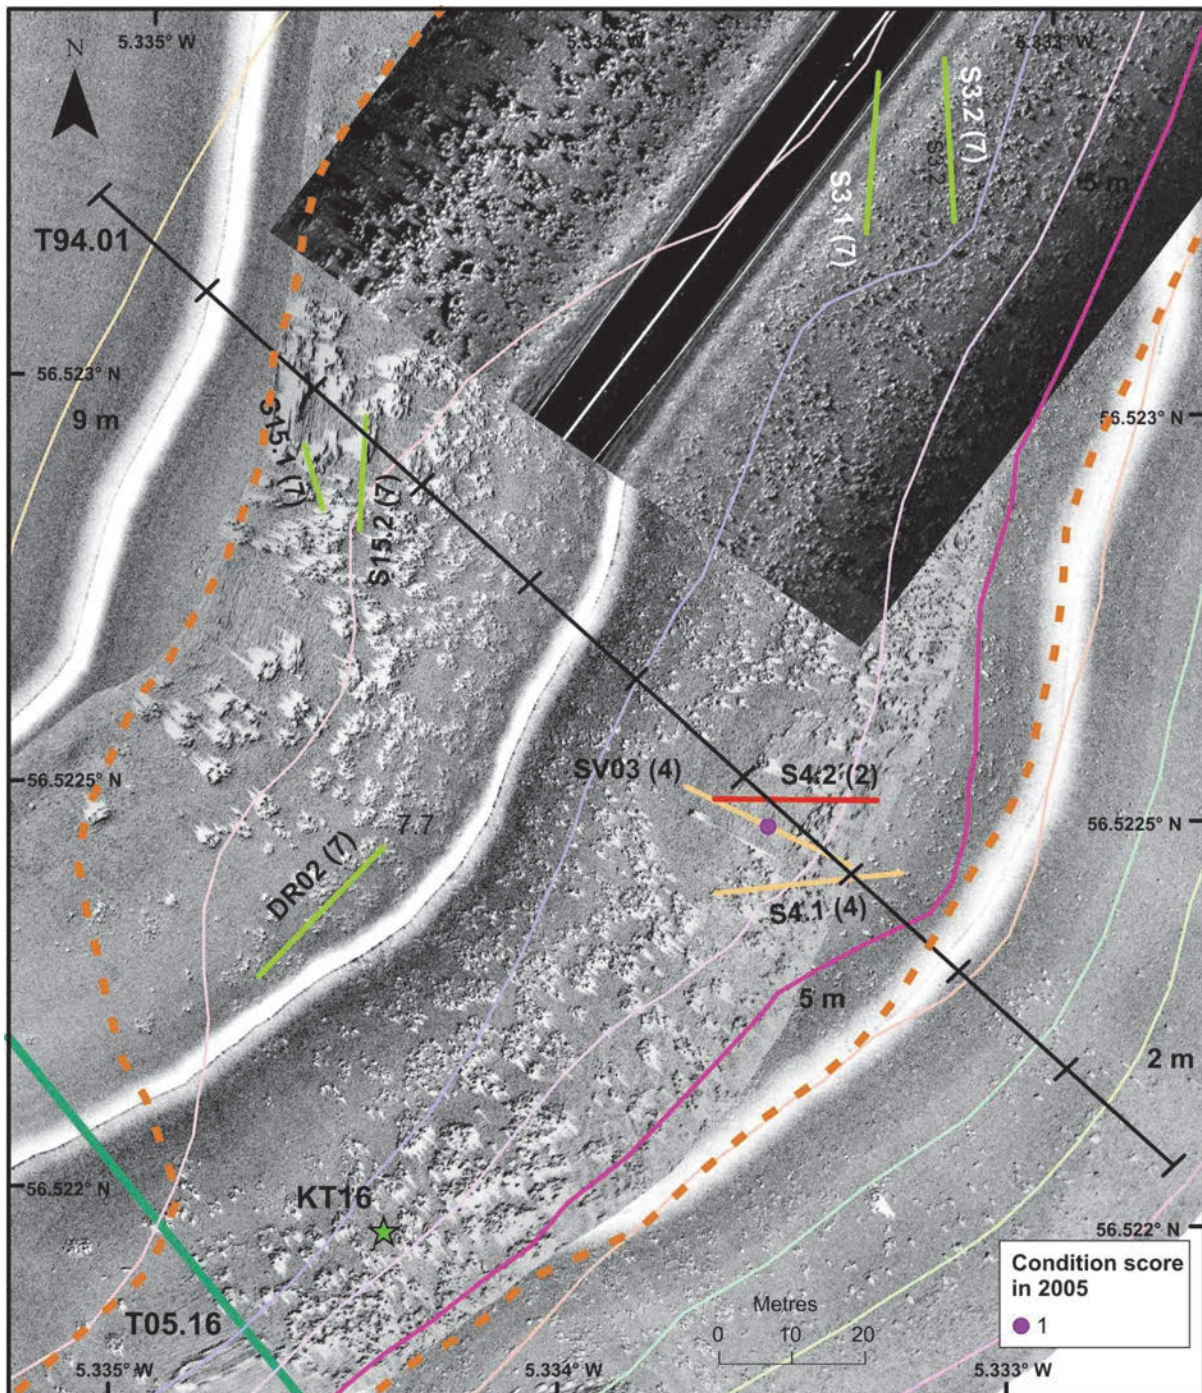 5.335° W
5.334° W
5.333° W
N
S3.2 (7)
S3.2
S3.1 (7)
5 m
T94.01
56.523° N
9 m
56.523° N
S15.2 (7)
56.5225° N
SV03 (4)
S4.2 (2)
7.7
56.5225° N
DR02 (7)
S4.1 (4)
5 m
2 m
56.522° N
KT16
56.522° N
Condition score
in 2005
1
Metres
0 10 20
T05.16
5.335° W
5.334° W
5.333° W